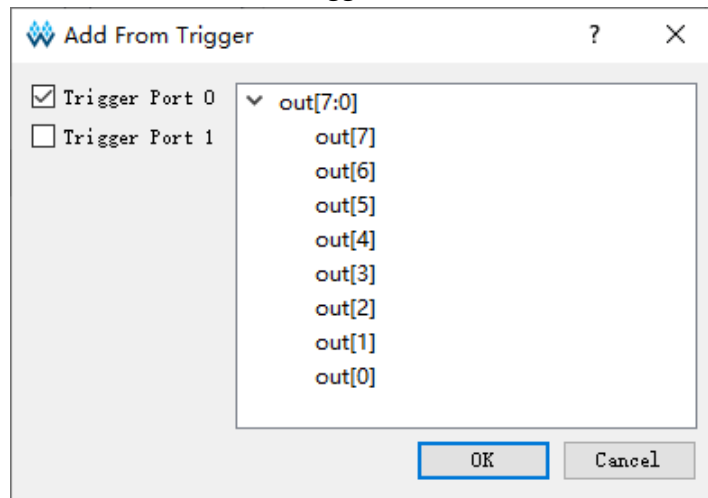 Add From Trigger
?
Trigger Port 0
Trigger Port 1
out[7:0]
out[7]
out[6]
out[5]
out[4]
out[3]
out[2]
out[1]
out[0]
OK
Cancel